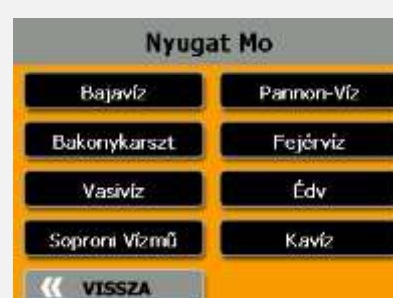 Nyugat Mo
Bajavíz Pannon-Víz
Bakonykarszt Fejérvíz
Vasivíz Édv
Soproni Vízmű Kavíz
VISSZA